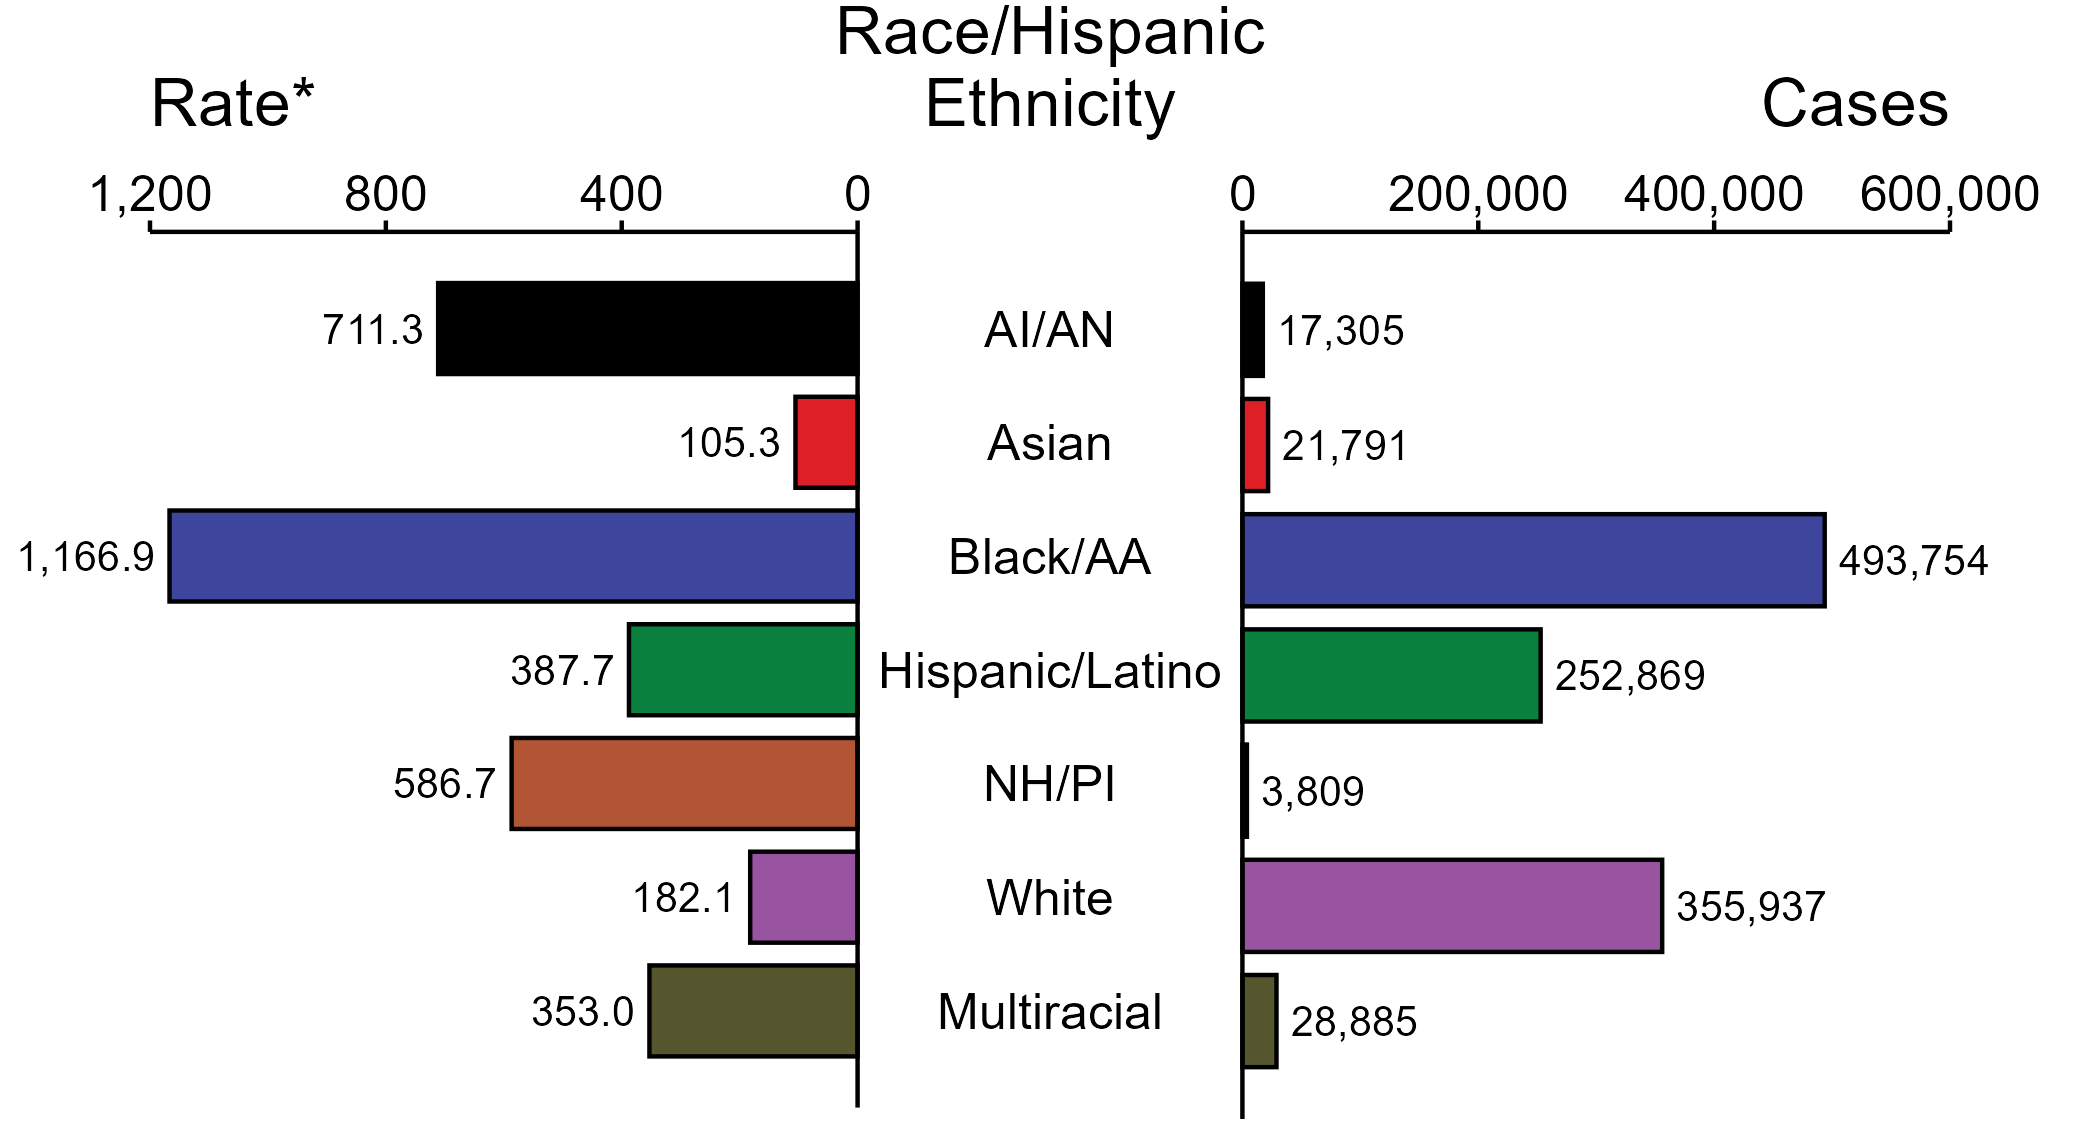 Race/Hispanic
Rate* Ethnicity Cases
1,200 800 400 0 0 200,000 400,000 600,000
711.3 AI/AN 17,305
105.3 Asian 21,791
1,166.9 Black/AA 493,754
387.7 Hispanic/Latino 252,869
586.7 NH/PI 3,809
182.1 White 355,937
353.0 Multiracial 28,885